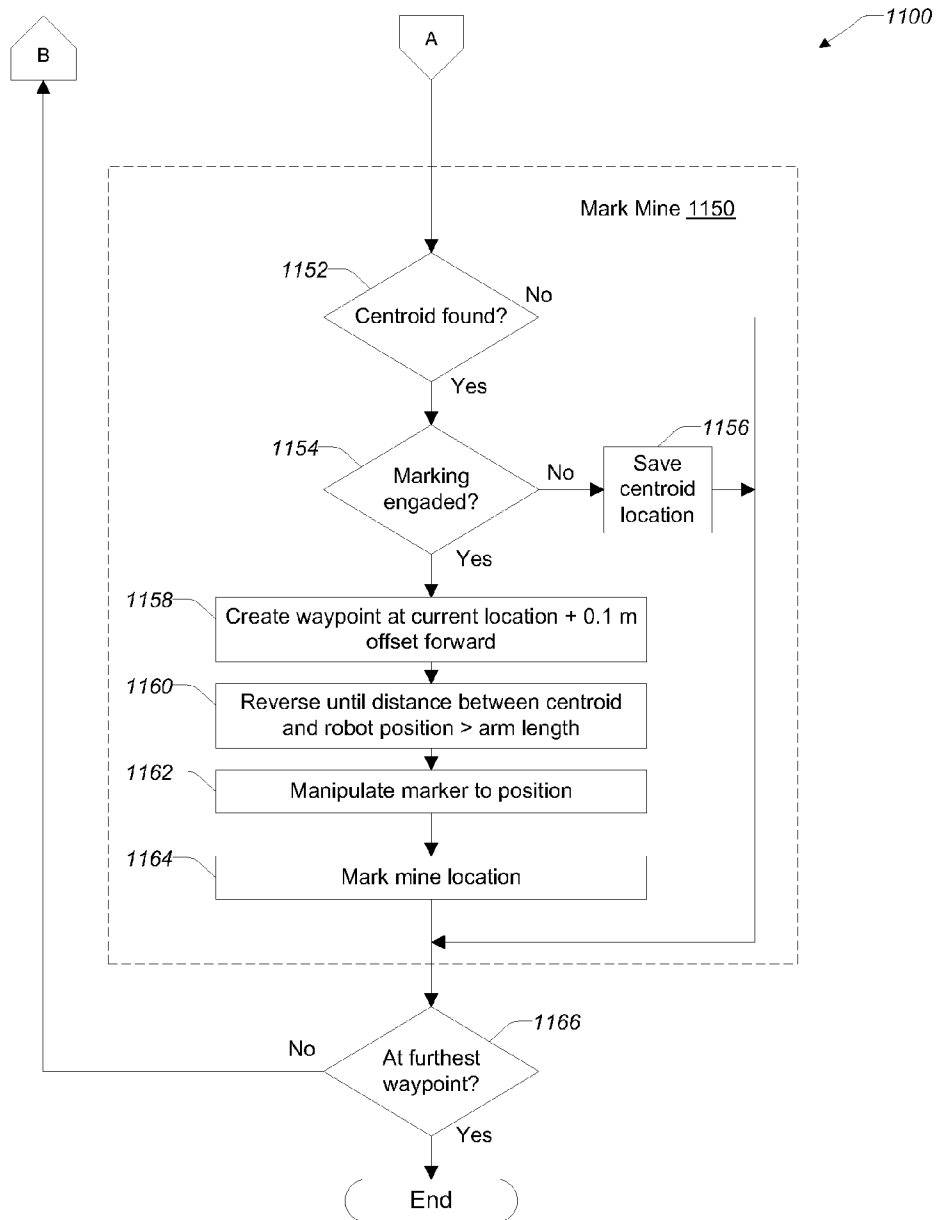 1100
B
A
Mark Mine 1150
1152
No
Centroid found?
Yes
1154
1156
Marking
engaded?
No
Save
centroid
location
Yes
1158
Create waypoint at current location + 0.1 m
offset forward
1160
Reverse until distance between centroid
and robot position > arm length
1162
Manipulate marker to position
1164
Mark mine location
1166
No
At furthest
waypoint?
Yes
End